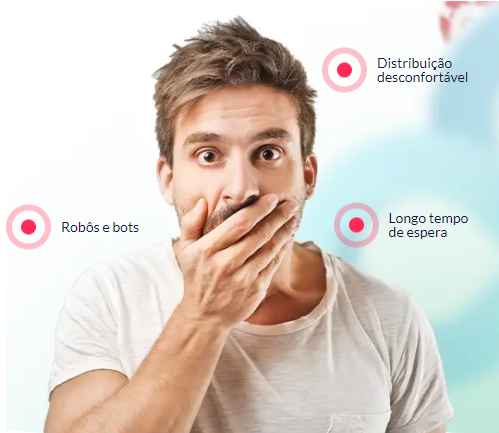 Distribuição
desconfortável
Robôs e bots
Longo tempo
de espera